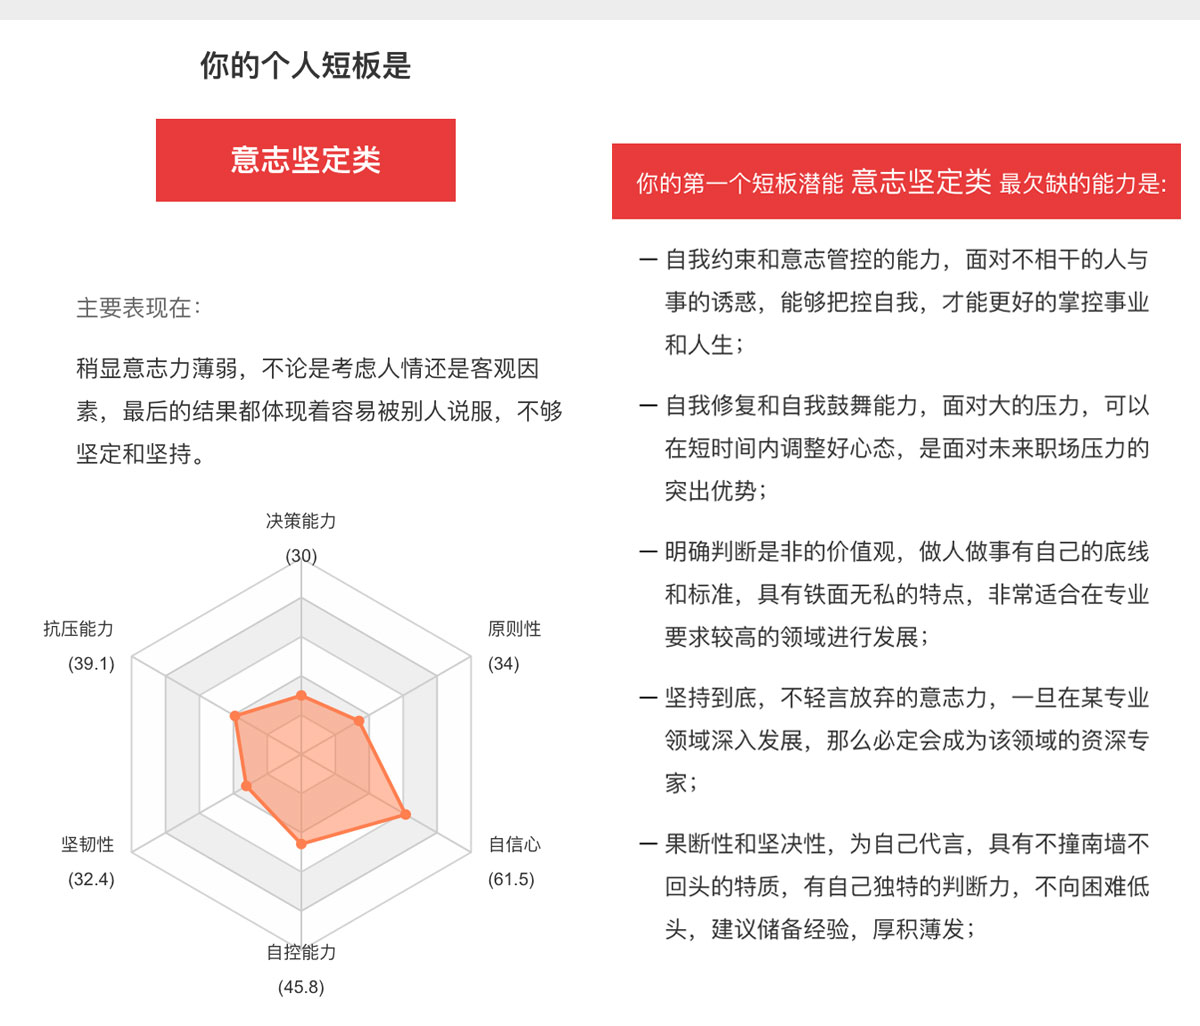 你的个人短板是
意志坚定类
主要表现在：
稍显意志力薄弱，不论是考虑人情还是客观因
素，最后的结果都体现着容易被别人说服，不够
坚定和坚持。
决策能力
(30)
原则性
(34)
自信心
(61.5)
自控能力
(45.8)
坚韧性
(32.4)
抗压能力
(39.1)
你的第一个短板潜能 意志坚定类 最欠缺的能力是:
一 自我约束和意志管控的能力，面对不相干的人与
事的诱惑，能够把控自我，才能更好的掌控事业
和人生；
一 自我修复和自我鼓舞能力，面对大的压力，可以
在短时间内调整好心态，是面对未来职场压力的
突出优势；
一 明确判断是非的价值观，做人做事有自己的底线
和标准，具有铁面无私的特点，非常适合在专业
要求较高的领域进行发展；
一 坚持到底，不轻言放弃的意志力，一旦在某专业
领域深入发展，那么必定会成为该领域的资深专
家；
一 果断性和坚决性，为自己代言，具有不撞南墙不
回头的特质，有自己独特的判断力，不向困难低
头，建议储备经验，厚积薄发；